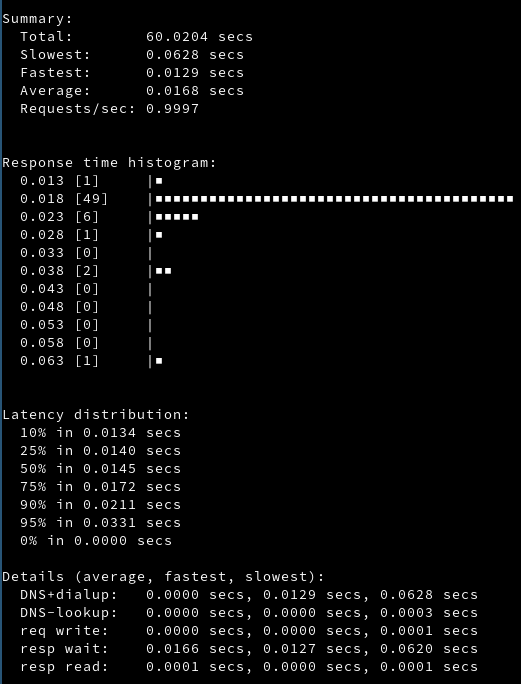 Summary:
  Total:        60.0204 secs
  Slowest:      0.0628 secs
  Fastest:      0.0129 secs
  Average:      0.0168 secs
  Requests/sec: 0.9997
Response time histogram:
  0.013 [1]     |■
  0.018 [49]    |■■■■■■■■■■■■■■■■■■■■■■■■■■■■■■■■■■■■■■■■
  0.023 [6]     |■■■■■
  0.028 [1]     |■
  0.033 [0]     |
  0.038 [2]     |■■
  0.043 [0]     |
  0.048 [0]     |
  0.053 [0]     |
  0.058 [0]     |
  0.063 [1]     |■
Latency distribution:
  10% in 0.0134 secs
  25% in 0.0140 secs
  50% in 0.0145 secs
  75% in 0.0172 secs
  90% in 0.0211 secs
  95% in 0.0331 secs
  0% in 0.0000 secs
Details (average, fastest, slowest):
  DNS+dialup:   0.0000 secs, 0.0129 secs, 0.0628 secs
  DNS-lookup:   0.0000 secs, 0.0000 secs, 0.0003 secs
  req write:    0.0000 secs, 0.0000 secs, 0.0001 secs
  resp wait:    0.0166 secs, 0.0127 secs, 0.0620 secs
  resp read:    0.0001 secs, 0.0000 secs, 0.0001 secs